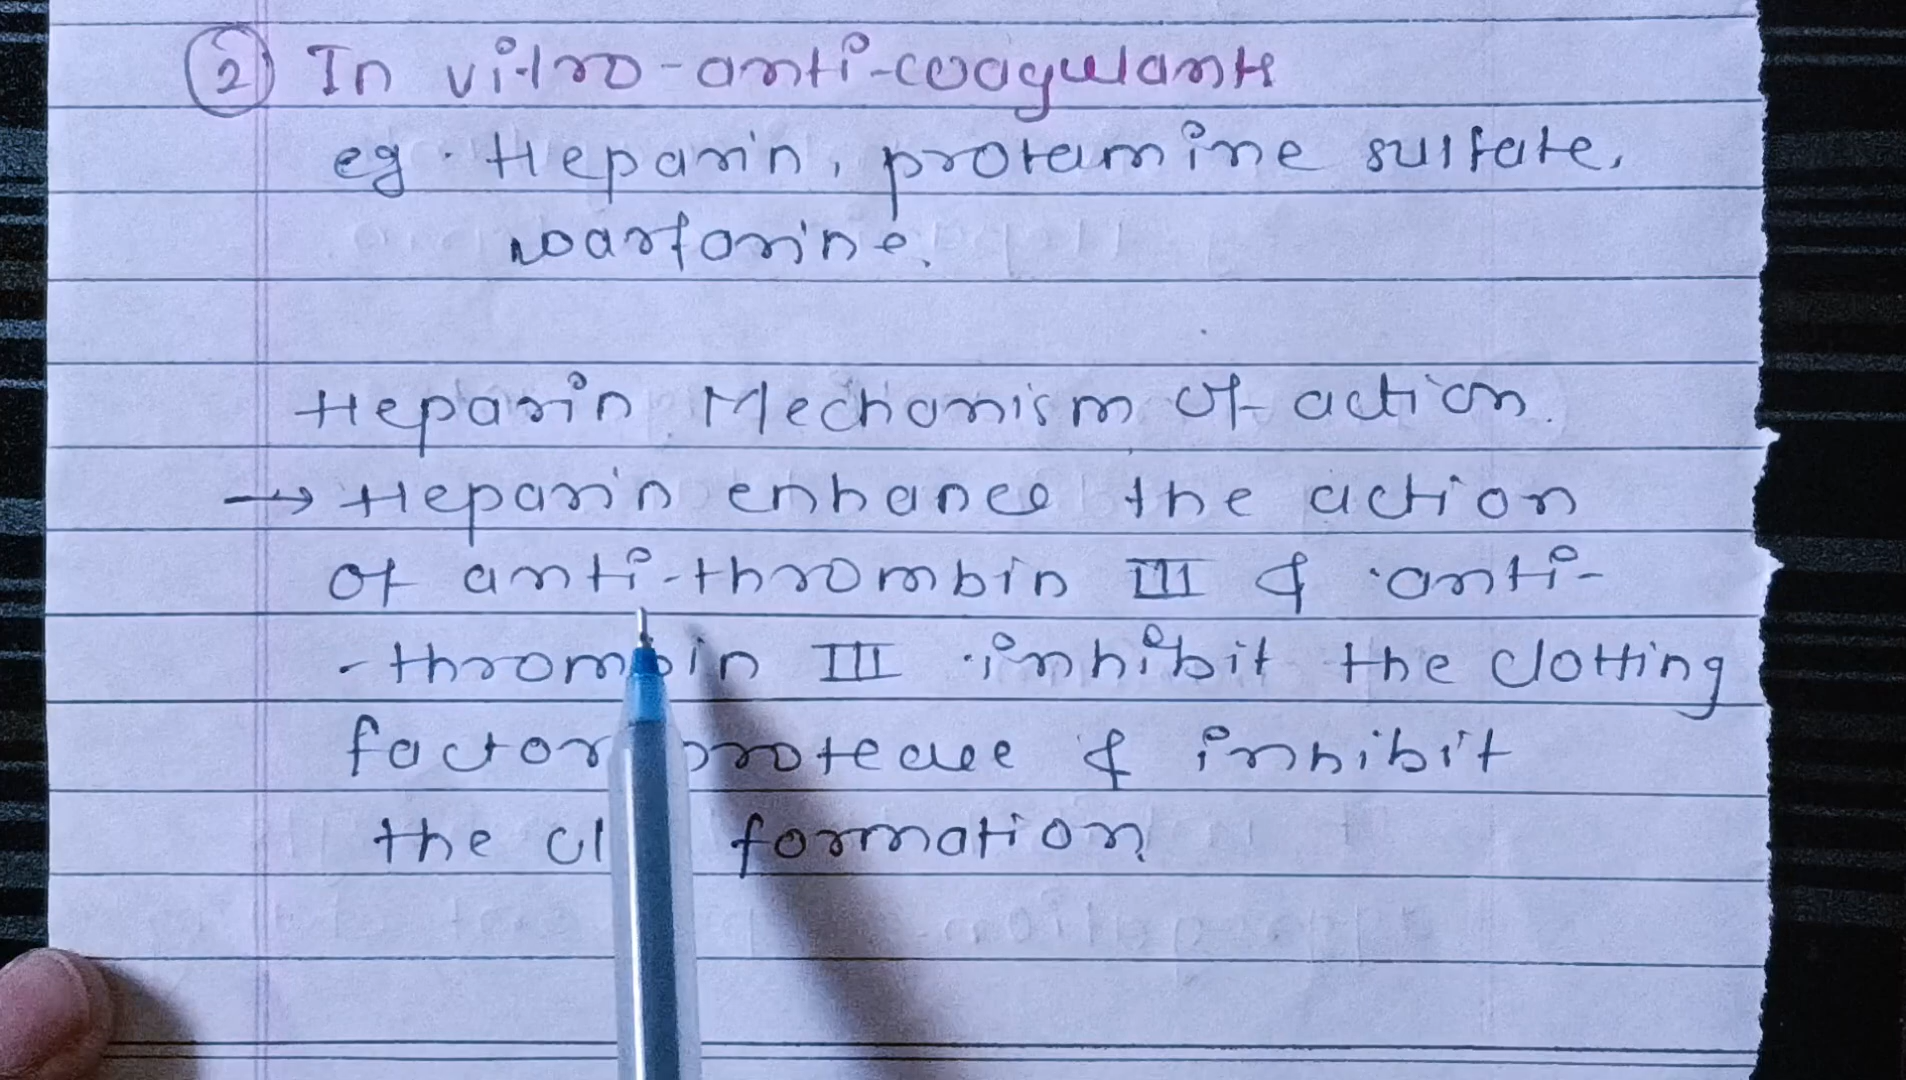 ② In vitro-anti-coagulants
eg. Heparin, protamine sulfate,
warfarine.
Heparin Mechanism of action.
→ Heparin enhance the action
of anti-thrombin III & anti-
-thrombin III inhibit the clotting
factor protease & inhibit
the formation